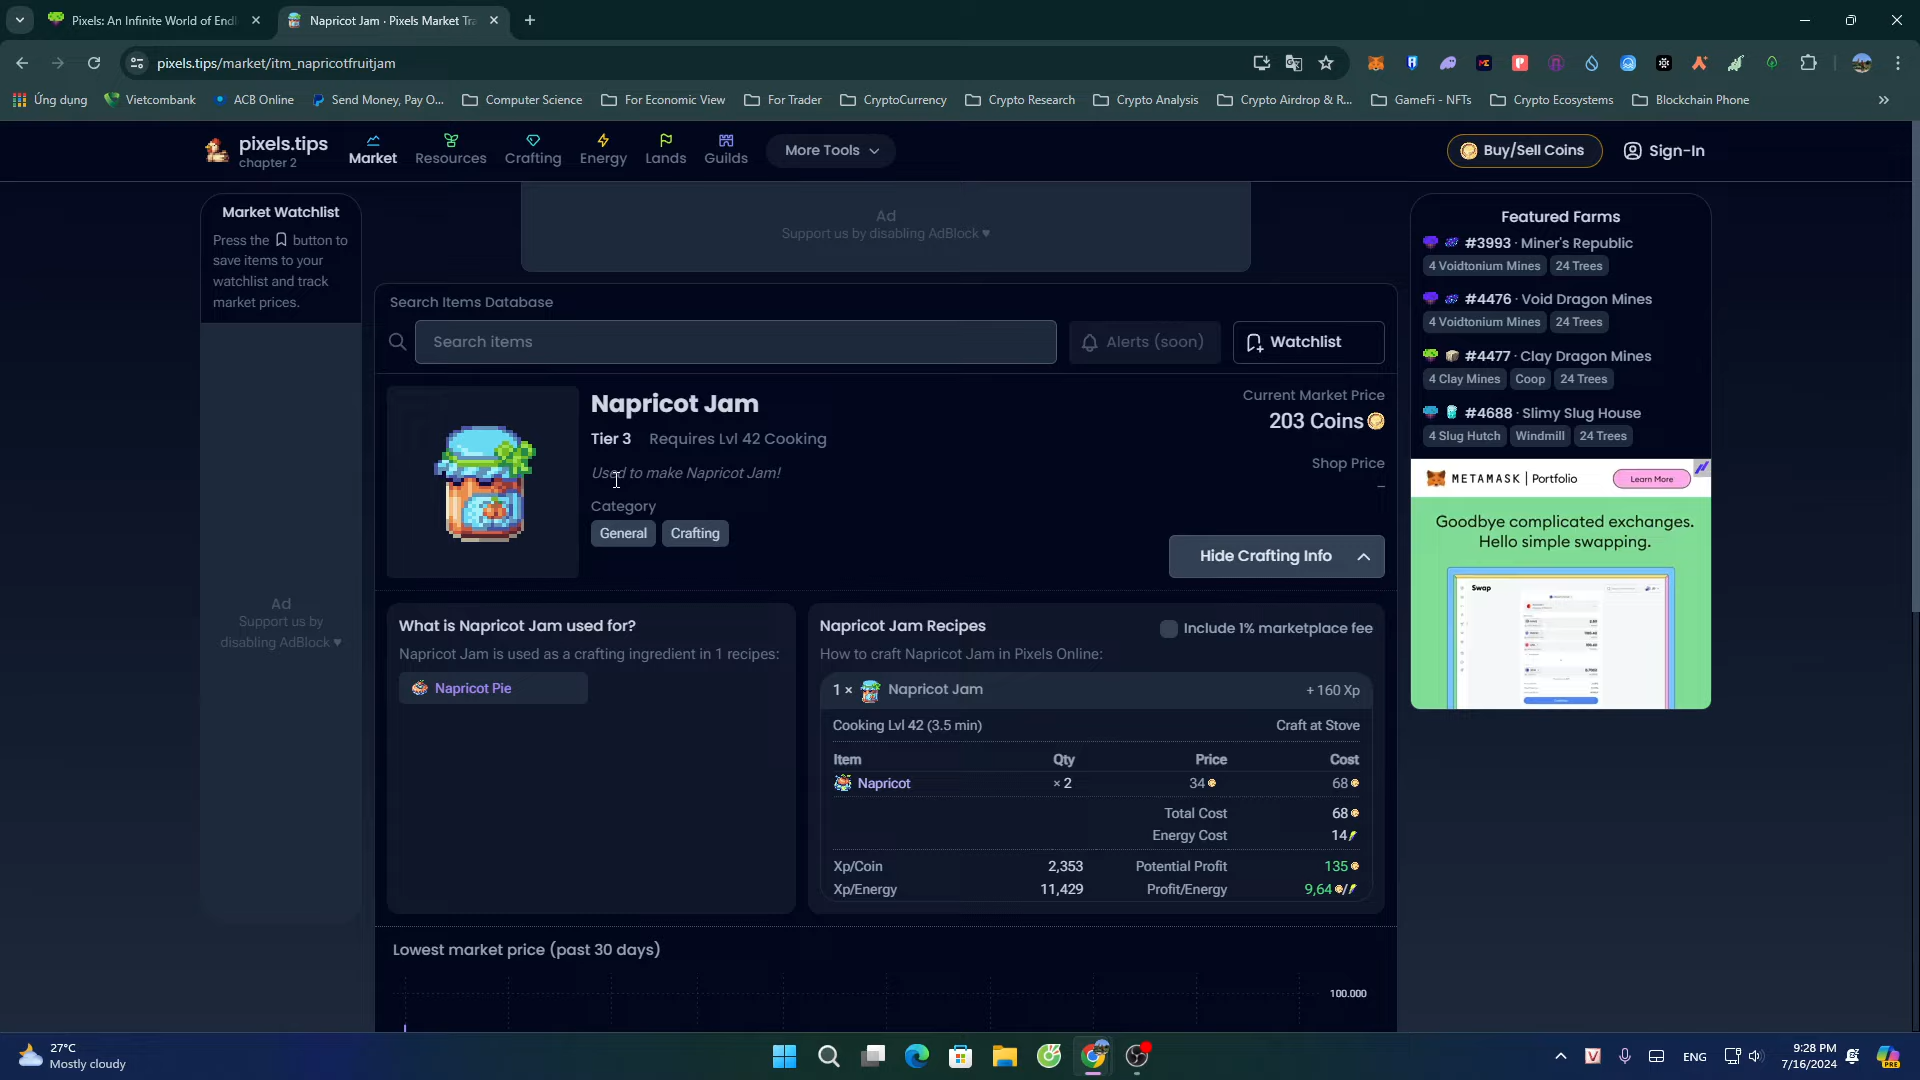 Pixels: An Infinite World of Endl
Napricot Jam · Pixels Market Tra
pixels.tips/market/itm_napricotfruitjam
Ứng dụng
Vietcombank
ACB Online
Send Money, Pay O...
Computer Science
For Economic View
For Trader
CryptoCurrency
Crypto Research
Crypto Analysis
Crypto Airdrop & R...
GameFi - NFTs
Crypto Ecosystems
Blockchain Phone
pixels.tips
chapter 2
Market
Resources
Crafting
Energy
Lands
Guilds
More Tools
Buy/Sell Coins
Sign-In
Market Watchlist
Press the button to
save items to your
watchlist and track
market prices.
Ad
Support us by
disabling AdBlock ♥
Ad
Support us by disabling AdBlock ♥
Search Items Database
Search items
Alerts (soon)
Watchlist
Napricot Jam
Tier 3 Requires Lvl 42 Cooking
Used to make Napricot Jam!
Category
General
Crafting
Current Market Price
203 Coins
Shop Price
–
Hide Crafting Info
What is Napricot Jam used for?
Napricot Jam is used as a crafting ingredient in 1 recipes:
Napricot Pie
Napricot Jam Recipes
Include 1% marketplace fee
How to craft Napricot Jam in Pixels Online:
1 × Napricot Jam + 160 Xp
Cooking Lvl 42 (3.5 min) Craft at Stove
Item Qty Price Cost
Napricot × 2 34 68
Total Cost 68
Energy Cost 14
Xp/Coin 2,353 Potential Profit 135
Xp/Energy 11,429 Profit/Energy 9,64 /
Lowest market price (past 30 days)
100.000
Featured Farms
#3993 · Miner's Republic
4 Voidtonium Mines 24 Trees
#4476 · Void Dragon Mines
4 Voidtonium Mines 24 Trees
#4477 · Clay Dragon Mines
4 Clay Mines Coop 24 Trees
#4688 · Slimy Slug House
4 Slug Hutch Windmill 24 Trees
METAMASK | Portfolio
Learn More
Goodbye complicated exchanges.
Hello simple swapping.
Swap
27°C
Mostly cloudy
ENG
9:28 PM
7/16/2024
PRE